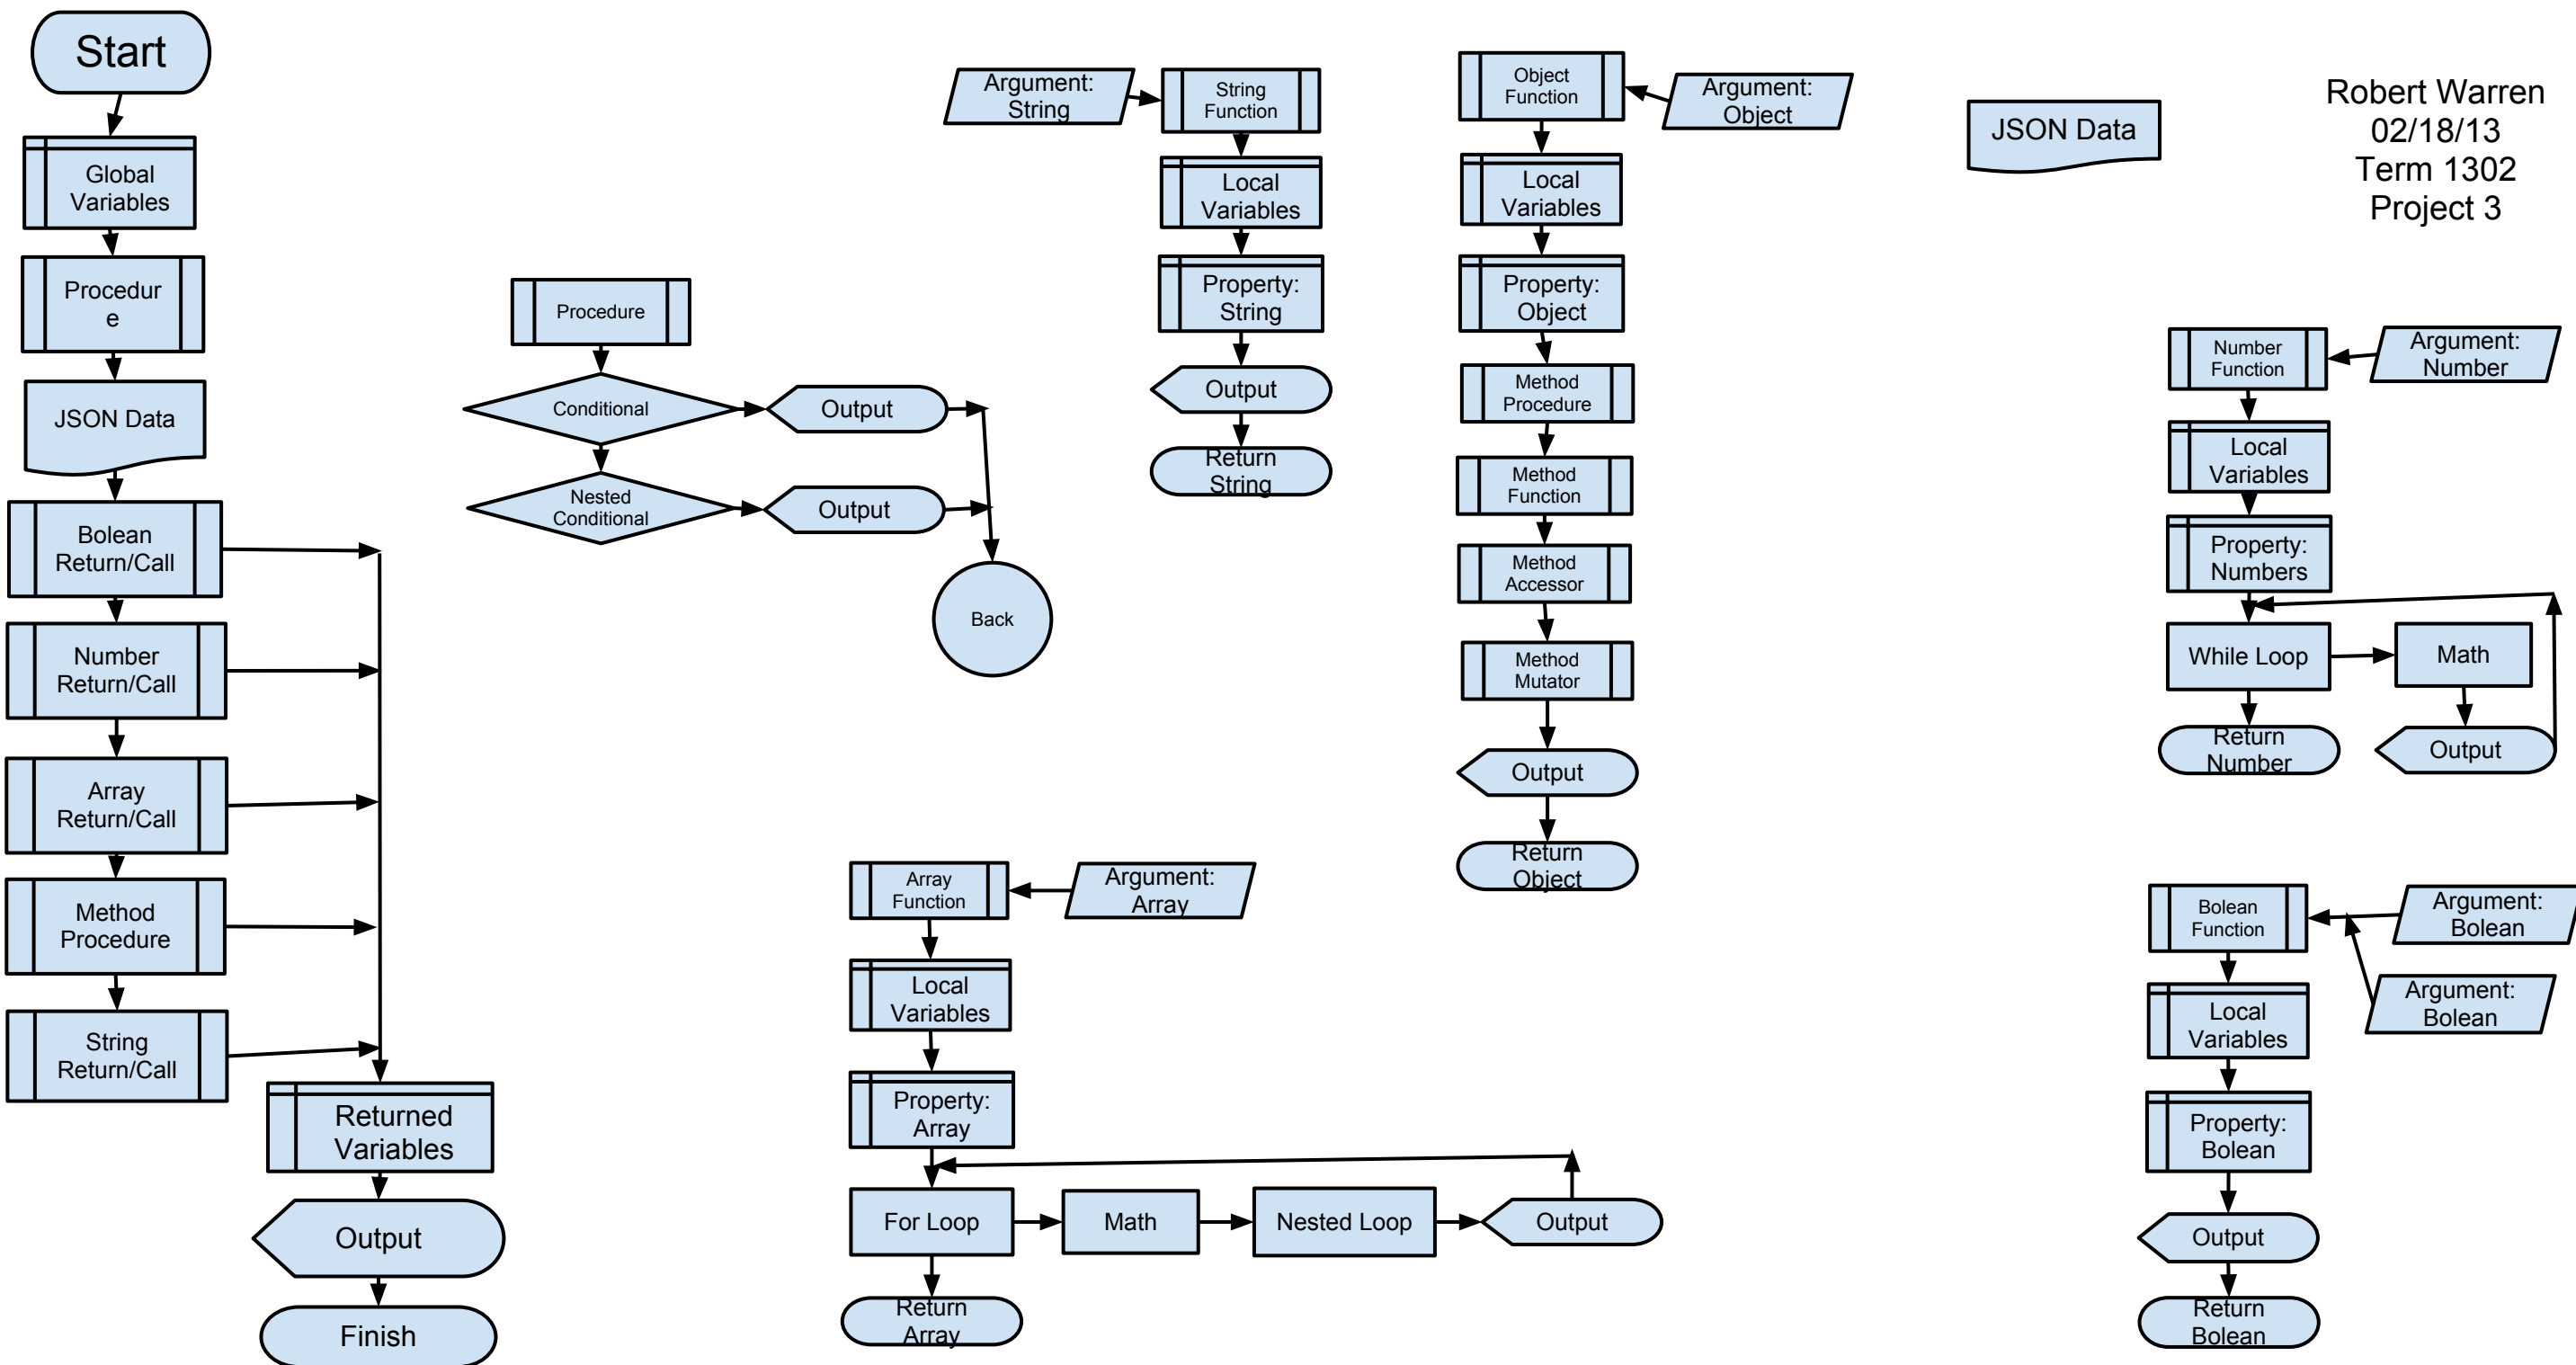 Start
Global
Variables
Procedur
e
JSON Data
Bolean
Return/Call
Number
Return/Call
Array
Return/Call
Method
Procedure
String
Return/Call
Returned
Variables
Output
Finish
Procedure
Conditional
Output
Nested
Conditional
Output
Back
Argument:
String
String
Function
Local
Variables
Property:
String
Output
Return
String
Object
Function
Argument:
Object
Local
Variables
Property:
Object
Method
Procedure
Method
Function
Method
Accessor
Method
Mutator
Output
Return
Object
Array
Function
Argument:
Array
Local
Variables
Property:
Array
For Loop
Math
Nested Loop
Output
Return
Array
JSON Data
Robert Warren
02/18/13
Term 1302
Project 3
Number
Function
Argument:
Number
Local
Variables
Property:
Numbers
While Loop
Math
Return
Number
Output
Bolean
Function
Argument:
Bolean
Argument:
Bolean
Local
Variables
Property:
Bolean
Output
Return
Bolean